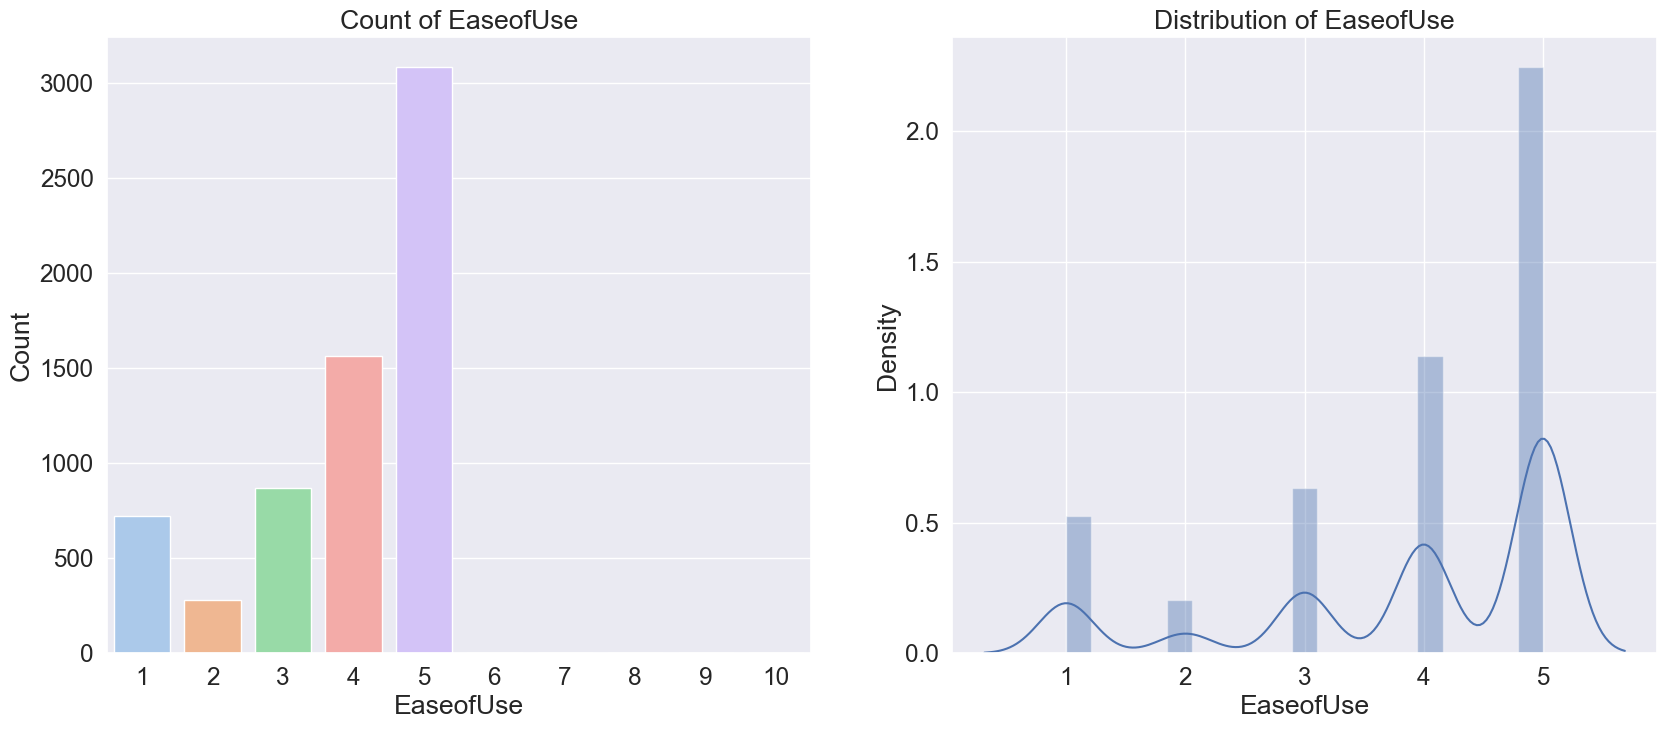 Count of EaseofUse
3000
2500
2000
1500
1000
500
0
Count
1 2 3 4 5 6 7 8 9 10
EaseofUse
Distribution of EaseofUse
2.0
1.5
1.0
0.5
0.0
Density
1 2 3 4 5
EaseofUse